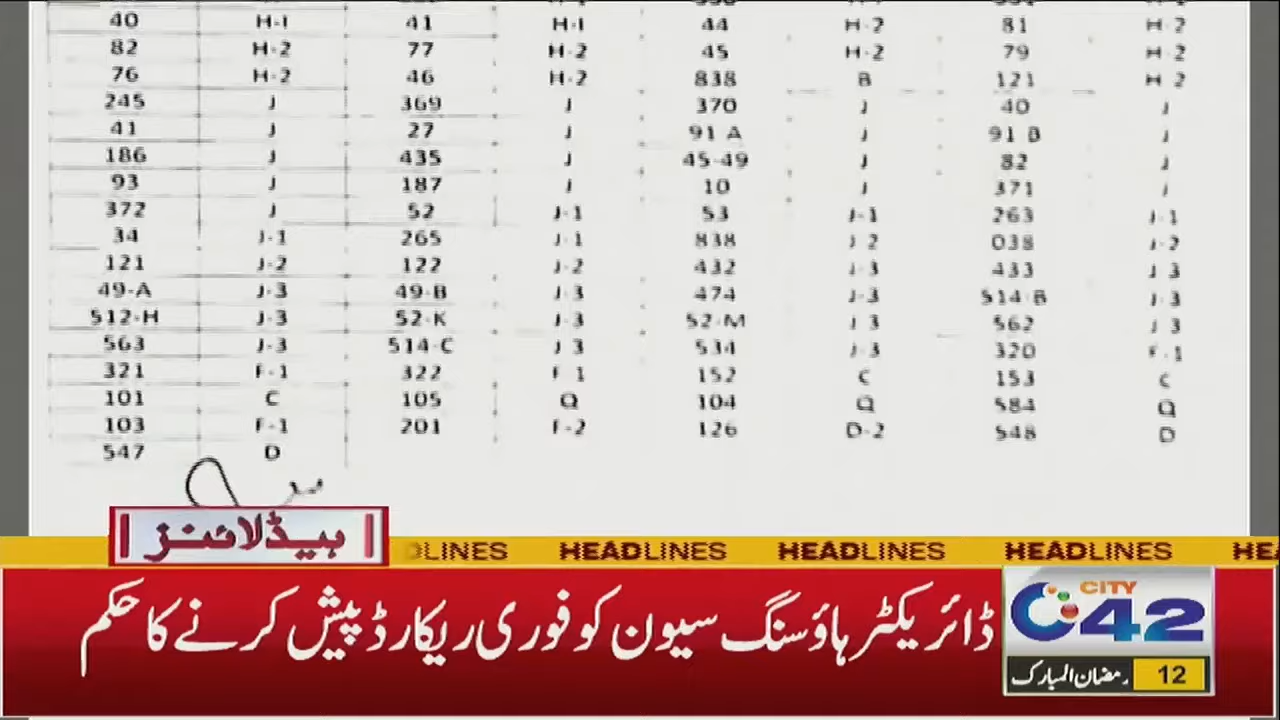 40 H-1 41 H-1 44 H-2 81 H-2
82 H-2 77 H-2 45 H-2 79 H-2
76 H-2 46 H-2 838 B 121 H-2
245 J 369 J 370 J 40 J
41 J 27 J 91 A J 91 B J
186 J 435 J 45-49 J 82 J
93 J 187 J 10 J 371 J
372 J 52 J-1 53 J-1 263 J-1
34 J-1 265 J-1 838 J-2 038 J-2
121 J-2 122 J-2 432 J-3 433 J-3
49-A J-3 49-B J-3 474 J-3 514-B J-3
512-H J-3 52-K J-3 52-M J-3 562 J-3
563 J-3 514-C J-3 534 J-3 320 F-1
321 F-1 322 F-1 152 C 153 C
101 C 105 Q 104 Q 584 Q
103 F-1 201 F-2 126 D-2 548 D
547 D
ہیڈلائنز
DLINES HEADLINES HEADLINES HEADLINES HEA
ڈائریکٹر ہاؤسنگ سیون کو فوری ریکارڈ پیش کرنے کا حکم
CITY
42
12 رمضان المبارک